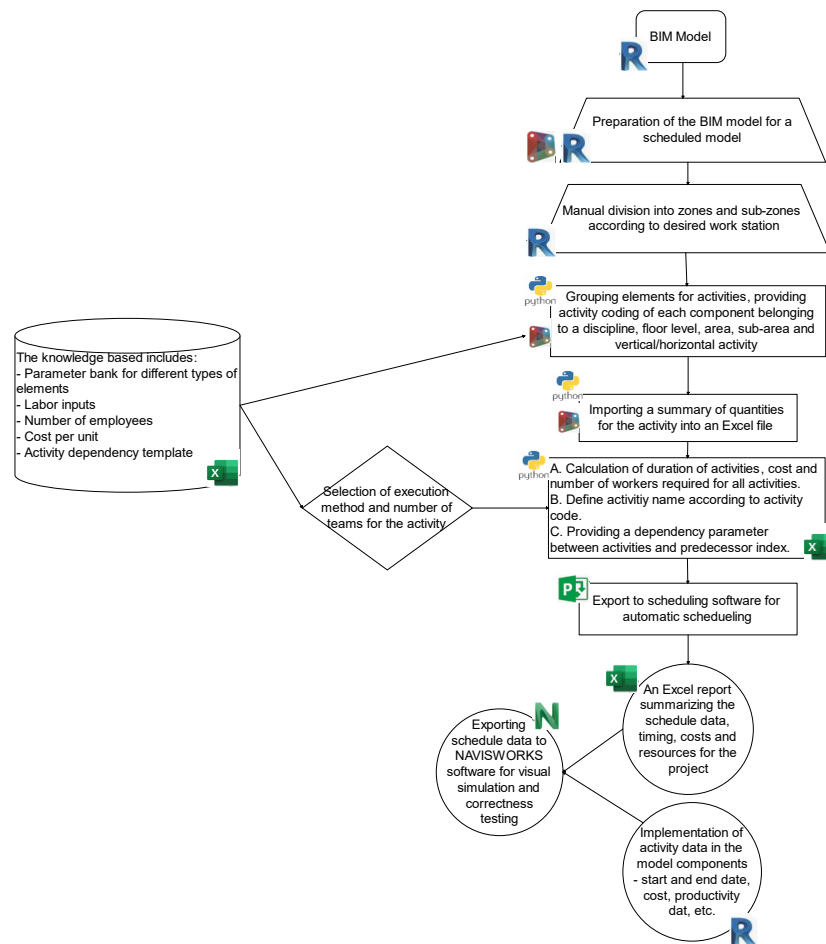 BIM Model
Preparation of the BIM model for a
scheduled model
Manual division into zones and sub-zones
according to desired work station
python
Grouping elements for activities, providing
activity coding of each component belonging
to a discipline, floor level, area, sub-area and
vertical/horizontal activity
The knowledge based includes:
- Parameter bank for different types of
elements
- Labor inputs
- Number of employees
- Cost per unit
- Activity dependency template
X
python
Importing a summary of quantities
for the activity into an Excel file
Selection of execution
method and number of
teams for the activity
python
A. Calculation of duration of activities, cost and
number of workers required for all activities.
B. Define activitiy name according to activity
code.
C. Providing a dependency parameter
between activities and predecessor index.
X
P
Export to scheduling software for
automatic schedueling
X
An Excel report
summarizing the
schedule data,
timing, costs and
resources for the
project
N
Exporting
schedule data to
NAVISWORKS
software for visual
simulation and
correctness
testing
Implementation of
activity data in the
model components
- start and end date,
cost, productivity
dat, etc.
R
R
R
R